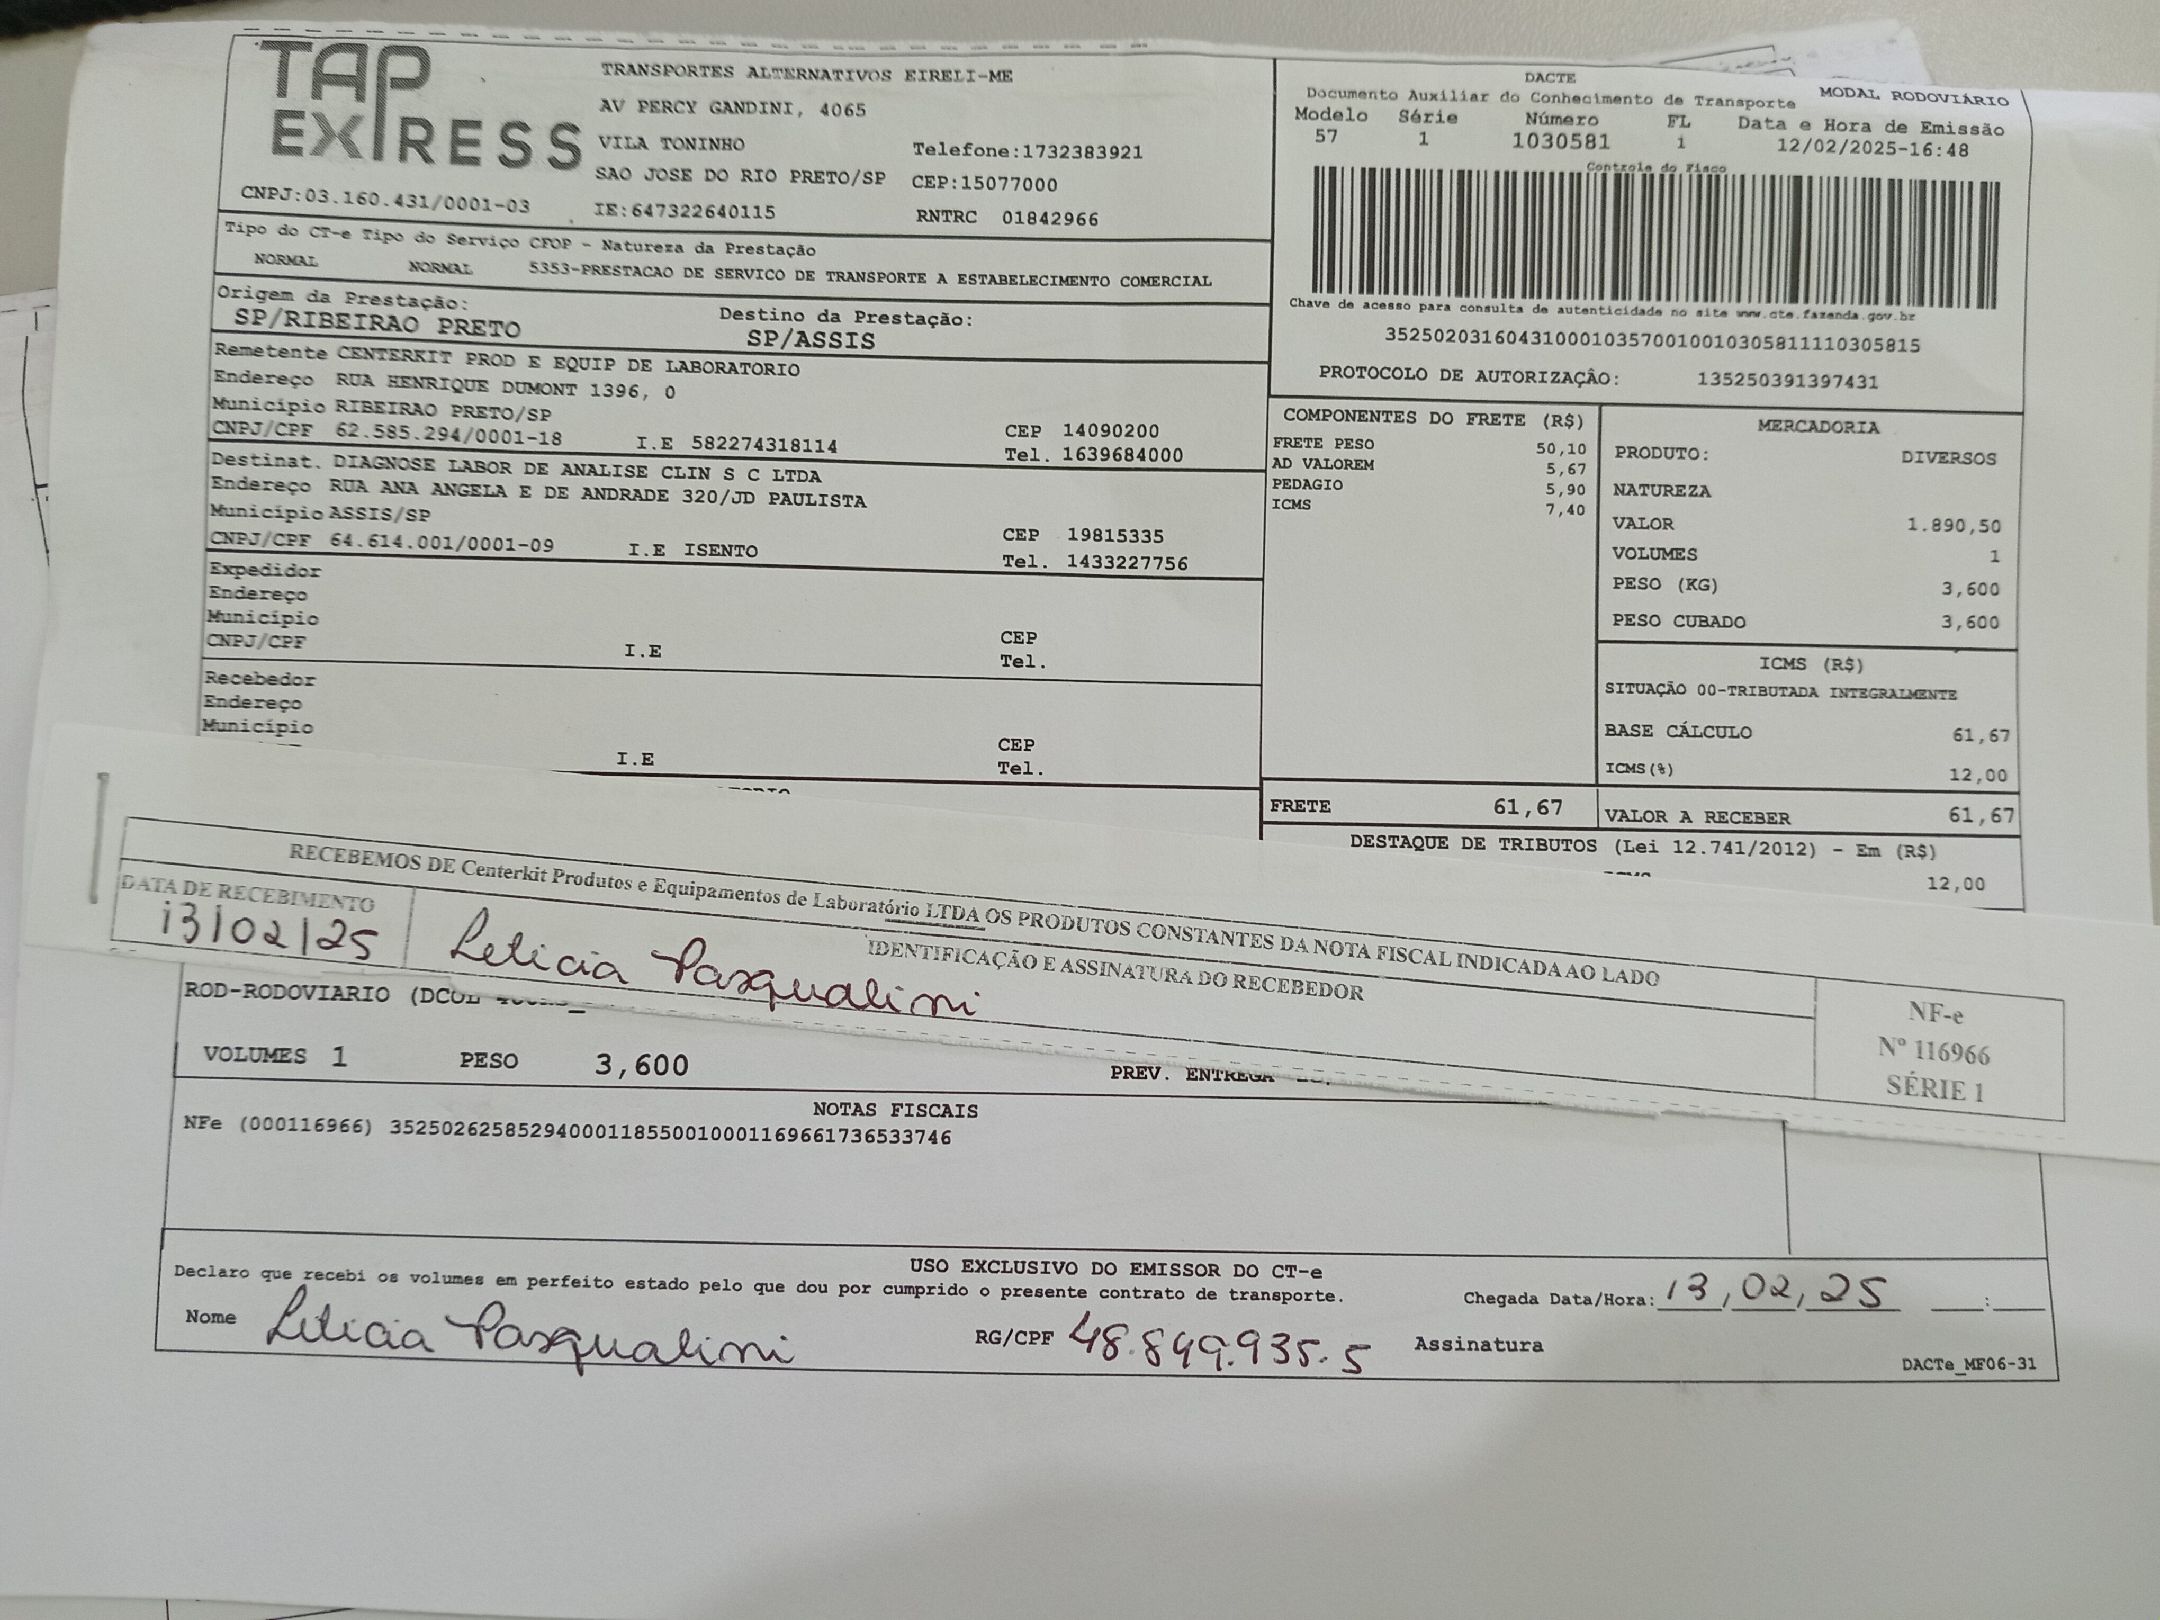 TAP EXPRESS
TRANSPORTES ALTERNATIVOS EIRELI-ME
AV PERCY GANDINI, 4065
VILA TONINHO
Telefone:1732383921
SAO JOSE DO RIO PRETO/SP CEP:15077000
CNPJ:03.160.431/0001-03 IE:647322640115 RNTRC 01842966
DACTE
Documento Auxiliar do Conhecimento de Transporte MODAL RODOVIÁRIO
Modelo Série Número FL Data e Hora de Emissão
57 1 1030581 1 12/02/2025-16:48
Controle do Fisco
Chave de acesso para consulta de autenticidade no site www.cte.fazenda.gov.br
35250203160431000103570010010305811110305815
PROTOCOLO DE AUTORIZAÇÃO: 135250391397431
Tipo do CT-e Tipo do Serviço CFOP - Natureza da Prestação
NORMAL NORMAL 5353-PRESTACAO DE SERVICO DE TRANSPORTE A ESTABELECIMENTO COMERCIAL
Origem da Prestação: Destino da Prestação:
SP/RIBEIRAO PRETO SP/ASSIS
Remetente CENTERKIT PROD E EQUIP DE LABORATORIO
Endereço RUA HENRIQUE DUMONT 1396, 0
Município RIBEIRAO PRETO/SP CEP 14090200
CNPJ/CPF 62.585.294/0001-18 I.E 582274318114 Tel. 1639684000
Destinat. DIAGNOSE LABOR DE ANALISE CLIN S C LTDA
Endereço RUA ANA ANGELA E DE ANDRADE 320/JD PAULISTA
Município ASSIS/SP CEP 19815335
CNPJ/CPF 64.614.001/0001-09 I.E ISENTO Tel. 1433227756
Expedidor
Endereço
Município CEP
CNPJ/CPF I.E Tel.
Recebedor
Endereço
Município CEP
I.E Tel.
COMPONENTES DO FRETE (R$)
FRETE PESO 50,10
AD VALOREM 5,67
PEDAGIO 5,90
ICMS 7,40
MERCADORIA
PRODUTO: DIVERSOS
NATUREZA
VALOR 1.890,50
VOLUMES 1
PESO (KG) 3,600
PESO CUBADO 3,600
ICMS (R$)
SITUAÇÃO 00-TRIBUTADA INTEGRALMENTE
BASE CÁLCULO 61,67
ICMS(%) 12,00
FRETE 61,67 VALOR A RECEBER 61,67
DESTAQUE DE TRIBUTOS (Lei 12.741/2012) - Em (R$)
12,00
RECEBEMOS DE Centerkit Produtos e Equipamentos de Laboratório LTDA OS PRODUTOS CONSTANTES DA NOTA FISCAL INDICADA AO LADO
DATA DE RECEBIMENTO IDENTIFICAÇÃO E ASSINATURA DO RECEBEDOR
13/02/25 Leticia Pasqualini
NF-e
Nº 116966
SÉRIE 1
ROD-RODOVIARIO
VOLUMES 1 PESO 3,600 PREV. ENTREGA
NOTAS FISCAIS
NFe (000116966) 35250262585294000118550010001169661736533746
USO EXCLUSIVO DO EMISSOR DO CT-e
Declaro que recebi os volumes em perfeito estado pelo que dou por cumprido o presente contrato de transporte. Chegada Data/Hora: 13,02,25 :
Nome Leticia Pasqualini RG/CPF 48.849.935.5 Assinatura
DACTe_MF06-31